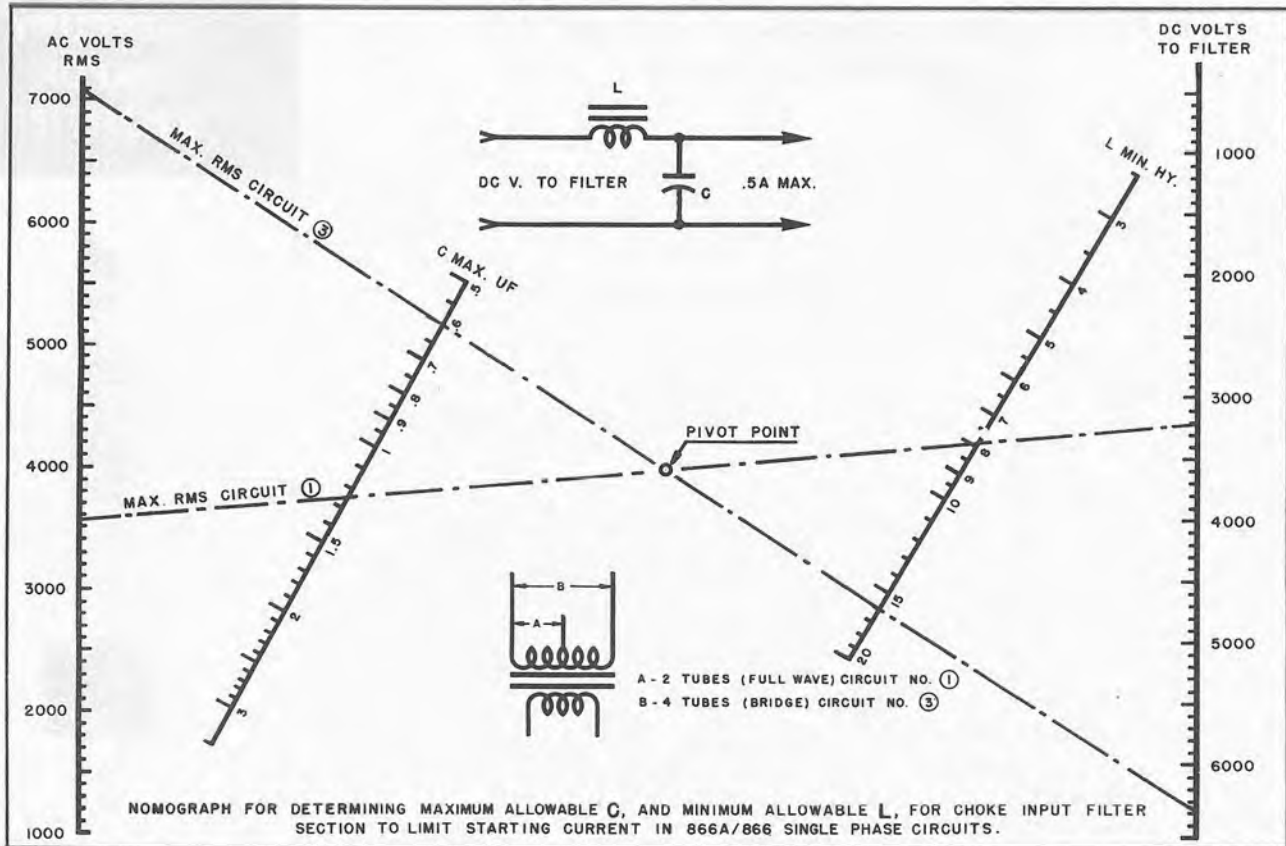 AC VOLTS
RMS
DC VOLTS
TO FILTER
7000
6000
5000
4000
3000
2000
1000
MAX. RMS CIRCUIT ③
L
DC V. TO FILTER
C
.5A MAX.
L MIN. HY.
3
4
5
6
7
8
9
10
15
20
1000
2000
3000
4000
5000
6000
C MAX. UF
.5
.6
.7
.8
.9
1
1.5
2
3
PIVOT POINT
MAX. RMS CIRCUIT ①
B
A
A - 2 TUBES (FULL WAVE) CIRCUIT NO. ①
B - 4 TUBES (BRIDGE) CIRCUIT NO. ③
NOMOGRAPH FOR DETERMINING MAXIMUM ALLOWABLE C, AND MINIMUM ALLOWABLE L, FOR CHOKE INPUT FILTER
SECTION TO LIMIT STARTING CURRENT IN 866A/866 SINGLE PHASE CIRCUITS.